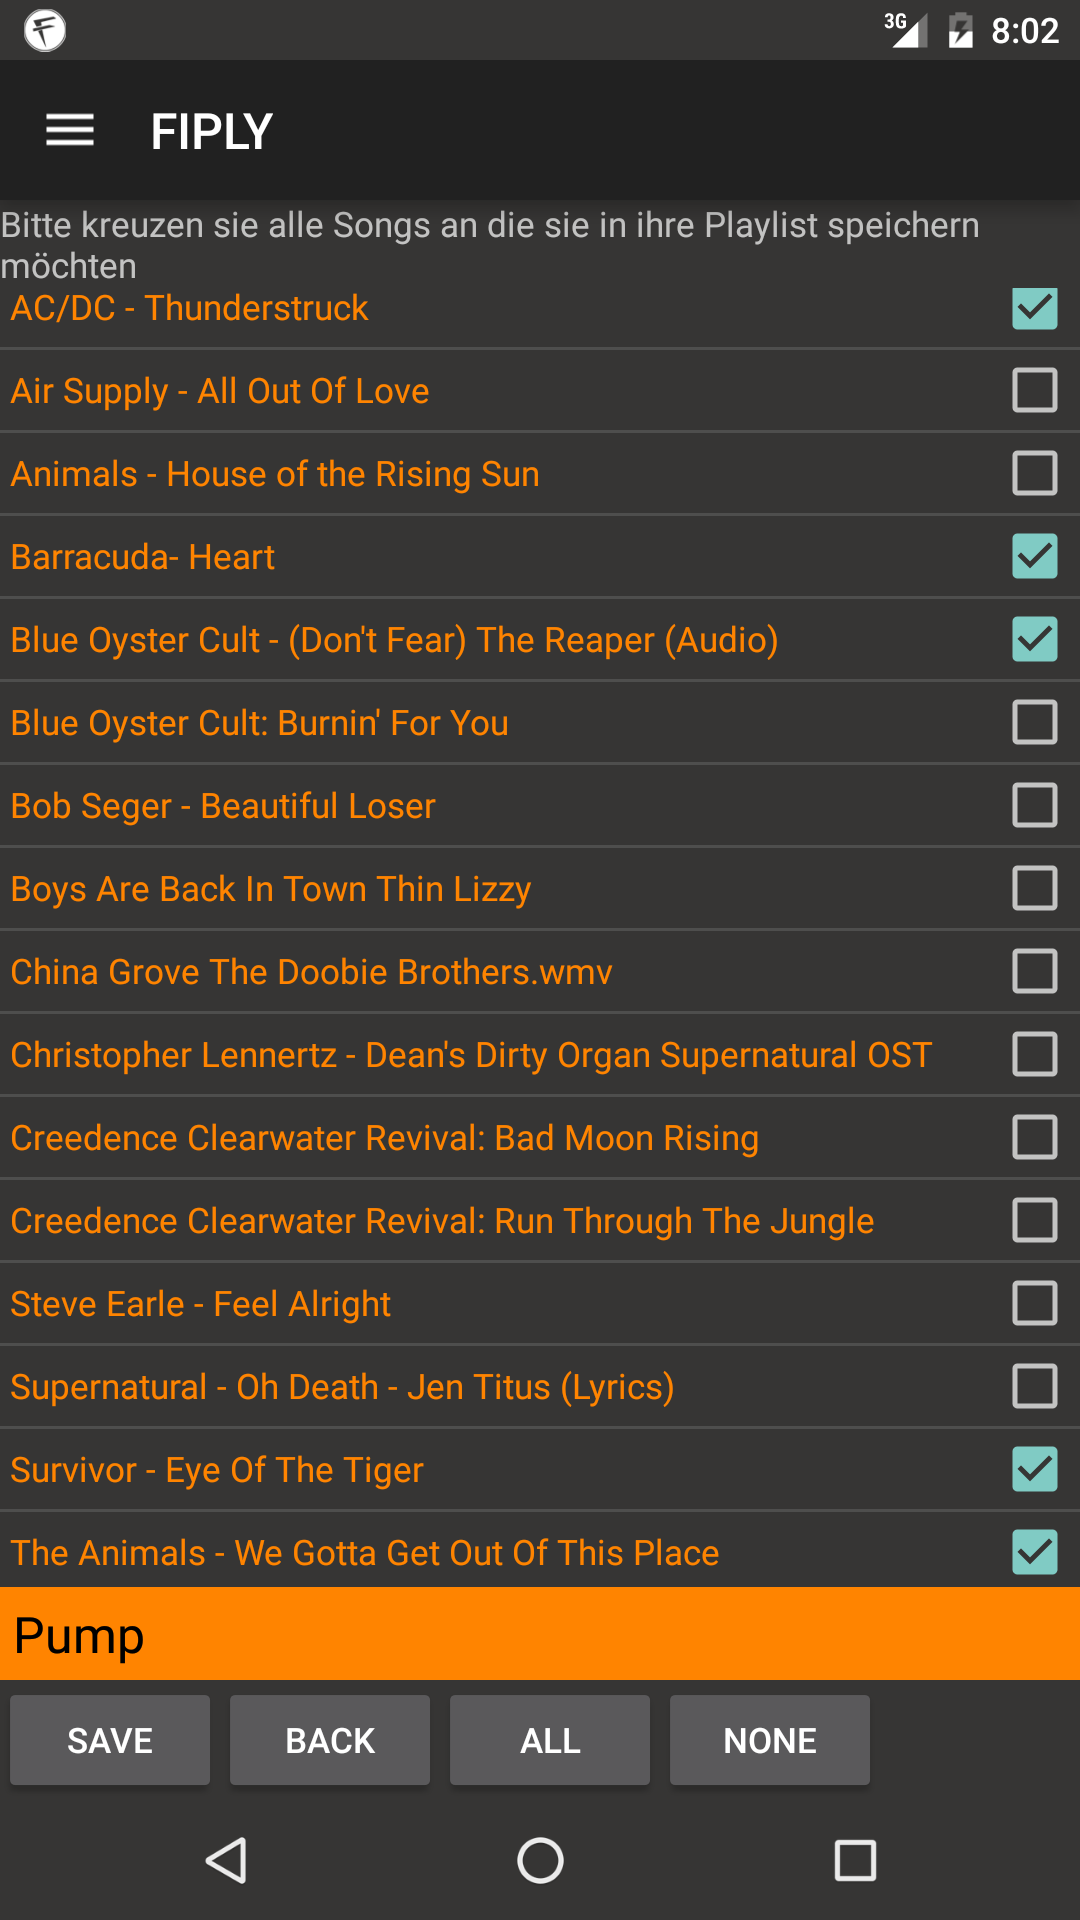 3G 8:02
FIPLY
Bitte kreuzen sie alle Songs an die sie in ihre Playlist speichern
möchten
AC/DC - Thunderstruck
Air Supply - All Out Of Love
Animals - House of the Rising Sun
Barracuda- Heart
Blue Oyster Cult - (Don't Fear) The Reaper (Audio)
Blue Oyster Cult: Burnin' For You
Bob Seger - Beautiful Loser
Boys Are Back In Town Thin Lizzy
China Grove The Doobie Brothers.wmv
Christopher Lennertz - Dean's Dirty Organ Supernatural OST
Creedence Clearwater Revival: Bad Moon Rising
Creedence Clearwater Revival: Run Through The Jungle
Steve Earle - Feel Alright
Supernatural - Oh Death - Jen Titus (Lyrics)
Survivor - Eye Of The Tiger
The Animals - We Gotta Get Out Of This Place
Pump
SAVE BACK ALL NONE